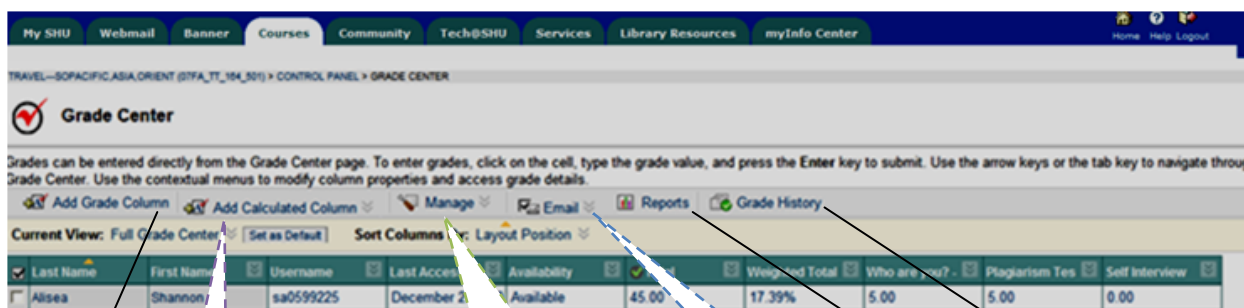 My SHU Webmail Banner Courses Community Tech@SHU Services Library Resources myInfo Center Home Help Logout
TRAVEL--SOPACIFIC,ASIA,ORIENT (07FA_TT_164_501) > CONTROL PANEL > GRADE CENTER
Grade Center
Grades can be entered directly from the Grade Center page. To enter grades, click on the cell, type the grade value, and press the Enter key to submit. Use the arrow keys or the tab key to navigate throu
Grade Center. Use the contextual menus to modify column properties and access grade details.
Add Grade Column Add Calculated Column Manage Email Reports Grade History
Current View: Full Grade Center Set as Default Sort Columns Layout Position
Last Name First Name Username Last Access Availability Weighted Total Who are you? - Plagiarism Tes Self Interview
Alisea Shannon sa0599225 December 2 Available 45.00 17.39% 5.00 5.00 0.00